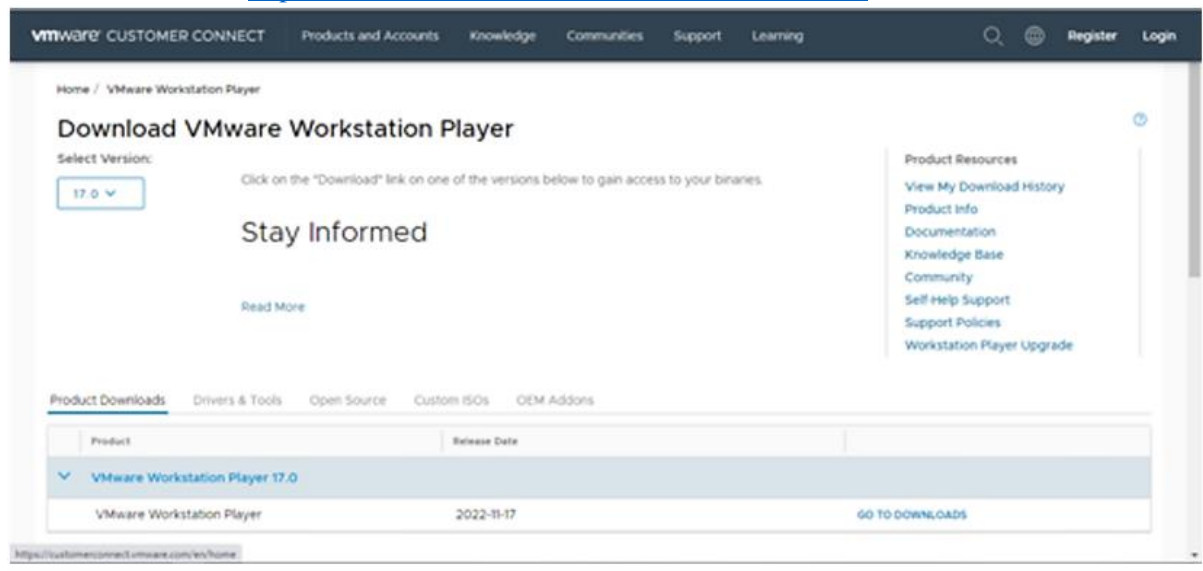 vmware CUSTOMER CONNECT Products and Accounts Knowledge Communities Support Learning Register Login
Home / VMware Workstation Player
Download VMware Workstation Player
Select Version:
17.0
Click on the "Download" link on one of the versions below to gain access to your binaries.
Stay Informed
Read More
Product Resources
View My Download History
Product Info
Documentation
Knowledge Base
Community
Self-Help Support
Support Policies
Workstation Player Upgrade
Product Downloads Drivers & Tools Open Source Custom ISOs OEM Addons
Product Release Date
VMware Workstation Player 17.0
VMware Workstation Player 2022-11-17 GO TO DOWNLOADS
https://customerconnect.vmware.com/en/home